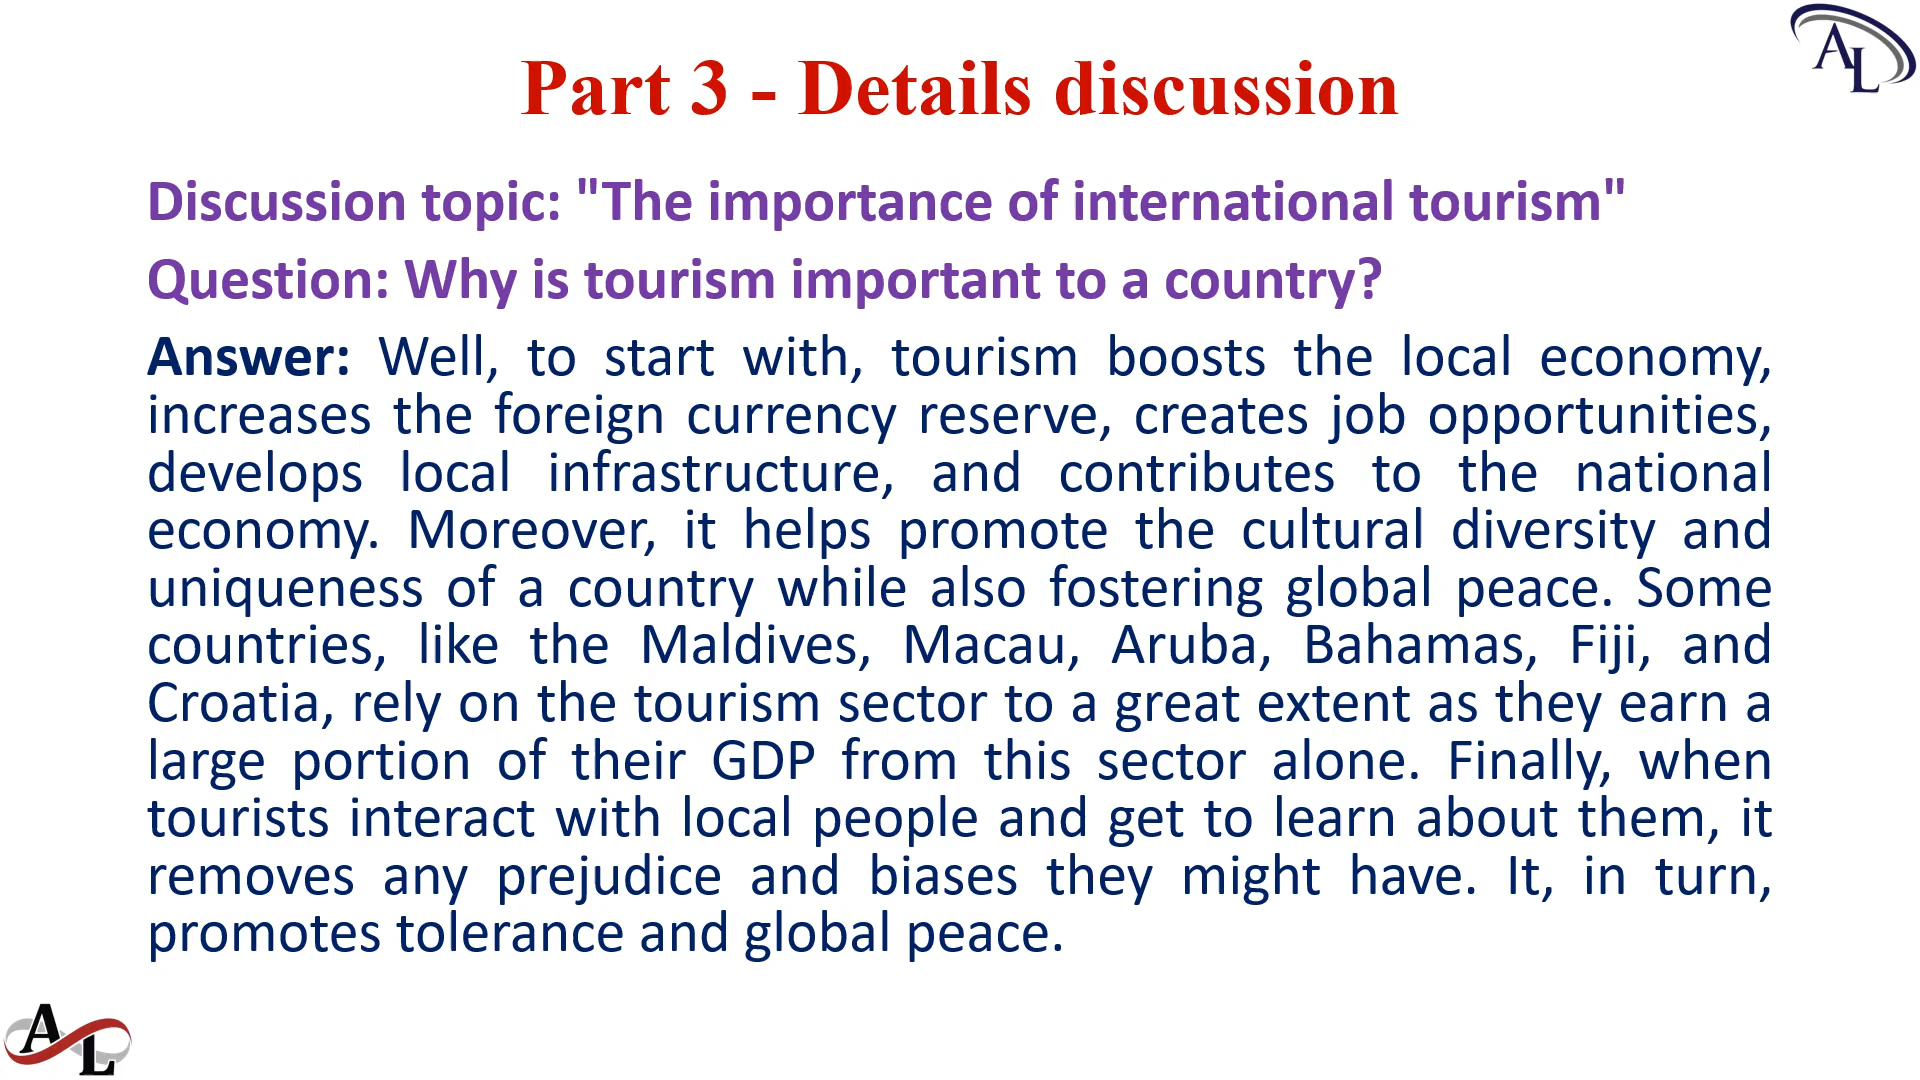 Part 3 - Details discussion
AL
Discussion topic: "The importance of international tourism"
Question: Why is tourism important to a country?
Answer: Well, to start with, tourism boosts the local economy,
increases the foreign currency reserve, creates job opportunities,
develops local infrastructure, and contributes to the national
economy. Moreover, it helps promote the cultural diversity and
uniqueness of a country while also fostering global peace. Some
countries, like the Maldives, Macau, Aruba, Bahamas, Fiji, and
Croatia, rely on the tourism sector to a great extent as they earn a
large portion of their GDP from this sector alone. Finally, when
tourists interact with local people and get to learn about them, it
removes any prejudice and biases they might have. It, in turn,
promotes tolerance and global peace.
AL